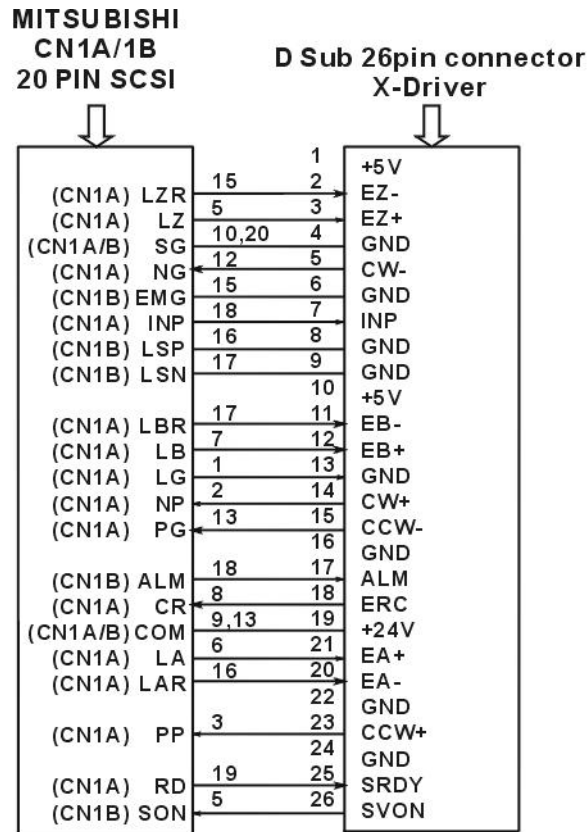 MITSUBISHI
CN1A/1B
20 PIN SCSI
D Sub 26pin connector
X-Driver
1 +5V
(CN1A) LZR 15 2 EZ-
(CN1A) LZ 5 3 EZ+
(CN1A/B) SG 10,20 4 GND
(CN1A) NG 12 5 CW-
(CN1B) EMG 15 6 GND
(CN1A) INP 18 7 INP
(CN1B) LSP 16 8 GND
(CN1B) LSN 17 9 GND
10 +5V
(CN1A) LBR 17 11 EB-
(CN1A) LB 7 12 EB+
(CN1A) LG 1 13 GND
(CN1A) NP 2 14 CW+
(CN1A) PG 13 15 CCW-
16 GND
(CN1B) ALM 18 17 ALM
(CN1A) CR 8 18 ERC
(CN1A/B) COM 9,13 19 +24V
(CN1A) LA 6 21 EA+
(CN1A) LAR 16 20 EA-
22 GND
(CN1A) PP 3 23 CCW+
24 GND
(CN1A) RD 19 25 SRDY
(CN1B) SON 5 26 SVON